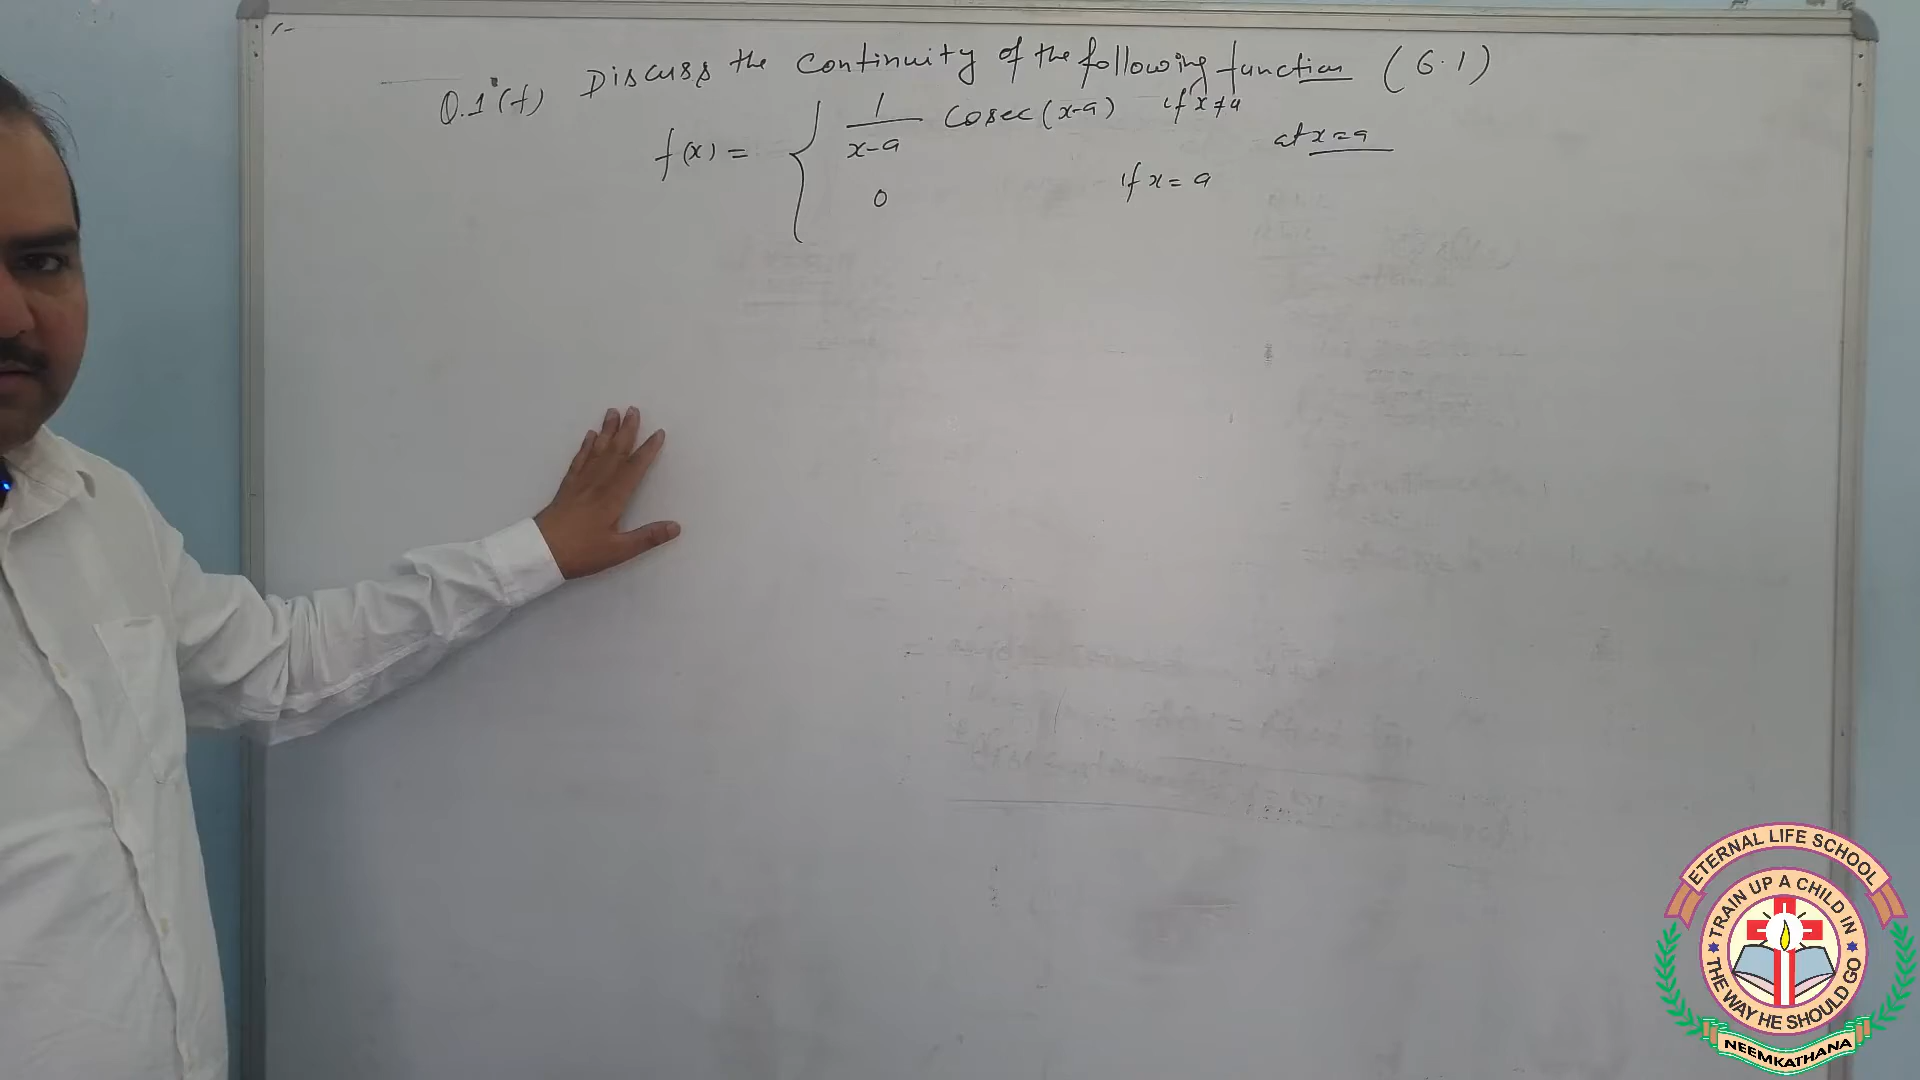 Q.1 (f) Discuss the continuity of the following function (6.1)
f(x) = { 1/(x-a) cosec(x-a) if x ≠ a
at x = a
0 if x = a
ETERNAL LIFE SCHOOL
TRAIN UP A CHILD IN
THE WAY HE SHOULD GO
NEEMKATHANA